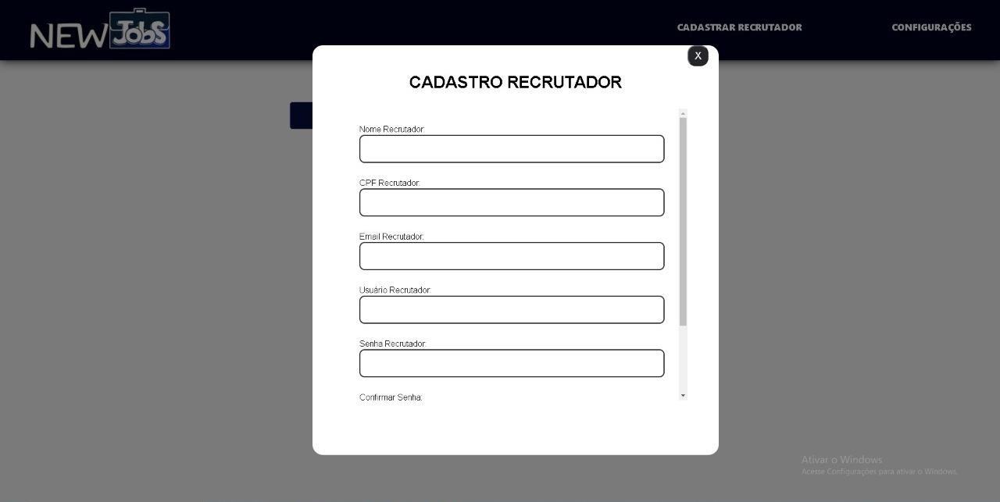 NEW JobS
CADASTRAR RECRUTADOR
CONFIGURAÇÕES
X
CADASTRO RECRUTADOR
Nome Recrutador:
CPF Recrutador:
Email Recrutador:
Usuário Recrutador:
Senha Recrutador:
Confirmar Senha:
Ativar o Windows
Acesse Configurações para ativar o Windows.